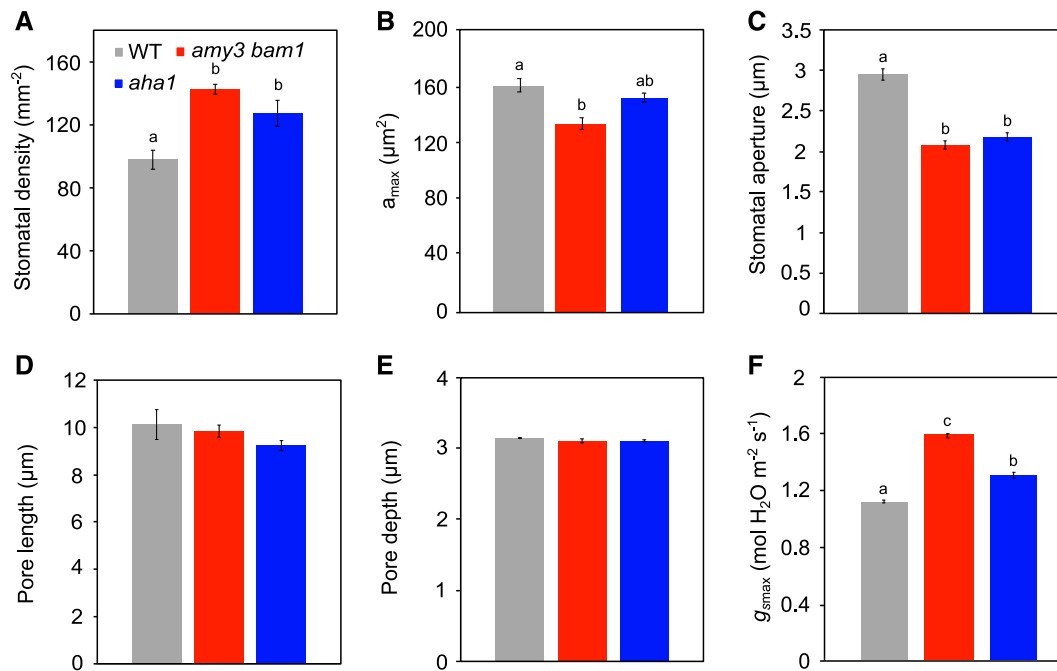 A
Stomatal density (mm⁻²)
160
120
80
40
0
WT
amy3 bam1
aha1
a
b
b
B
aₘₐₓ (µm²)
200
160
120
80
40
0
a
b
ab
C
Stomatal aperture (µm)
3.5
3
2.5
2
1.5
1
0.5
0
a
b
b
D
Pore length (µm)
12
10
8
6
4
2
0
E
Pore depth (µm)
4
3
2
1
0
F
gₛₘₐₓ (mol H₂O m⁻² s⁻¹)
2
1.6
1.2
0.8
0.4
0
a
c
b